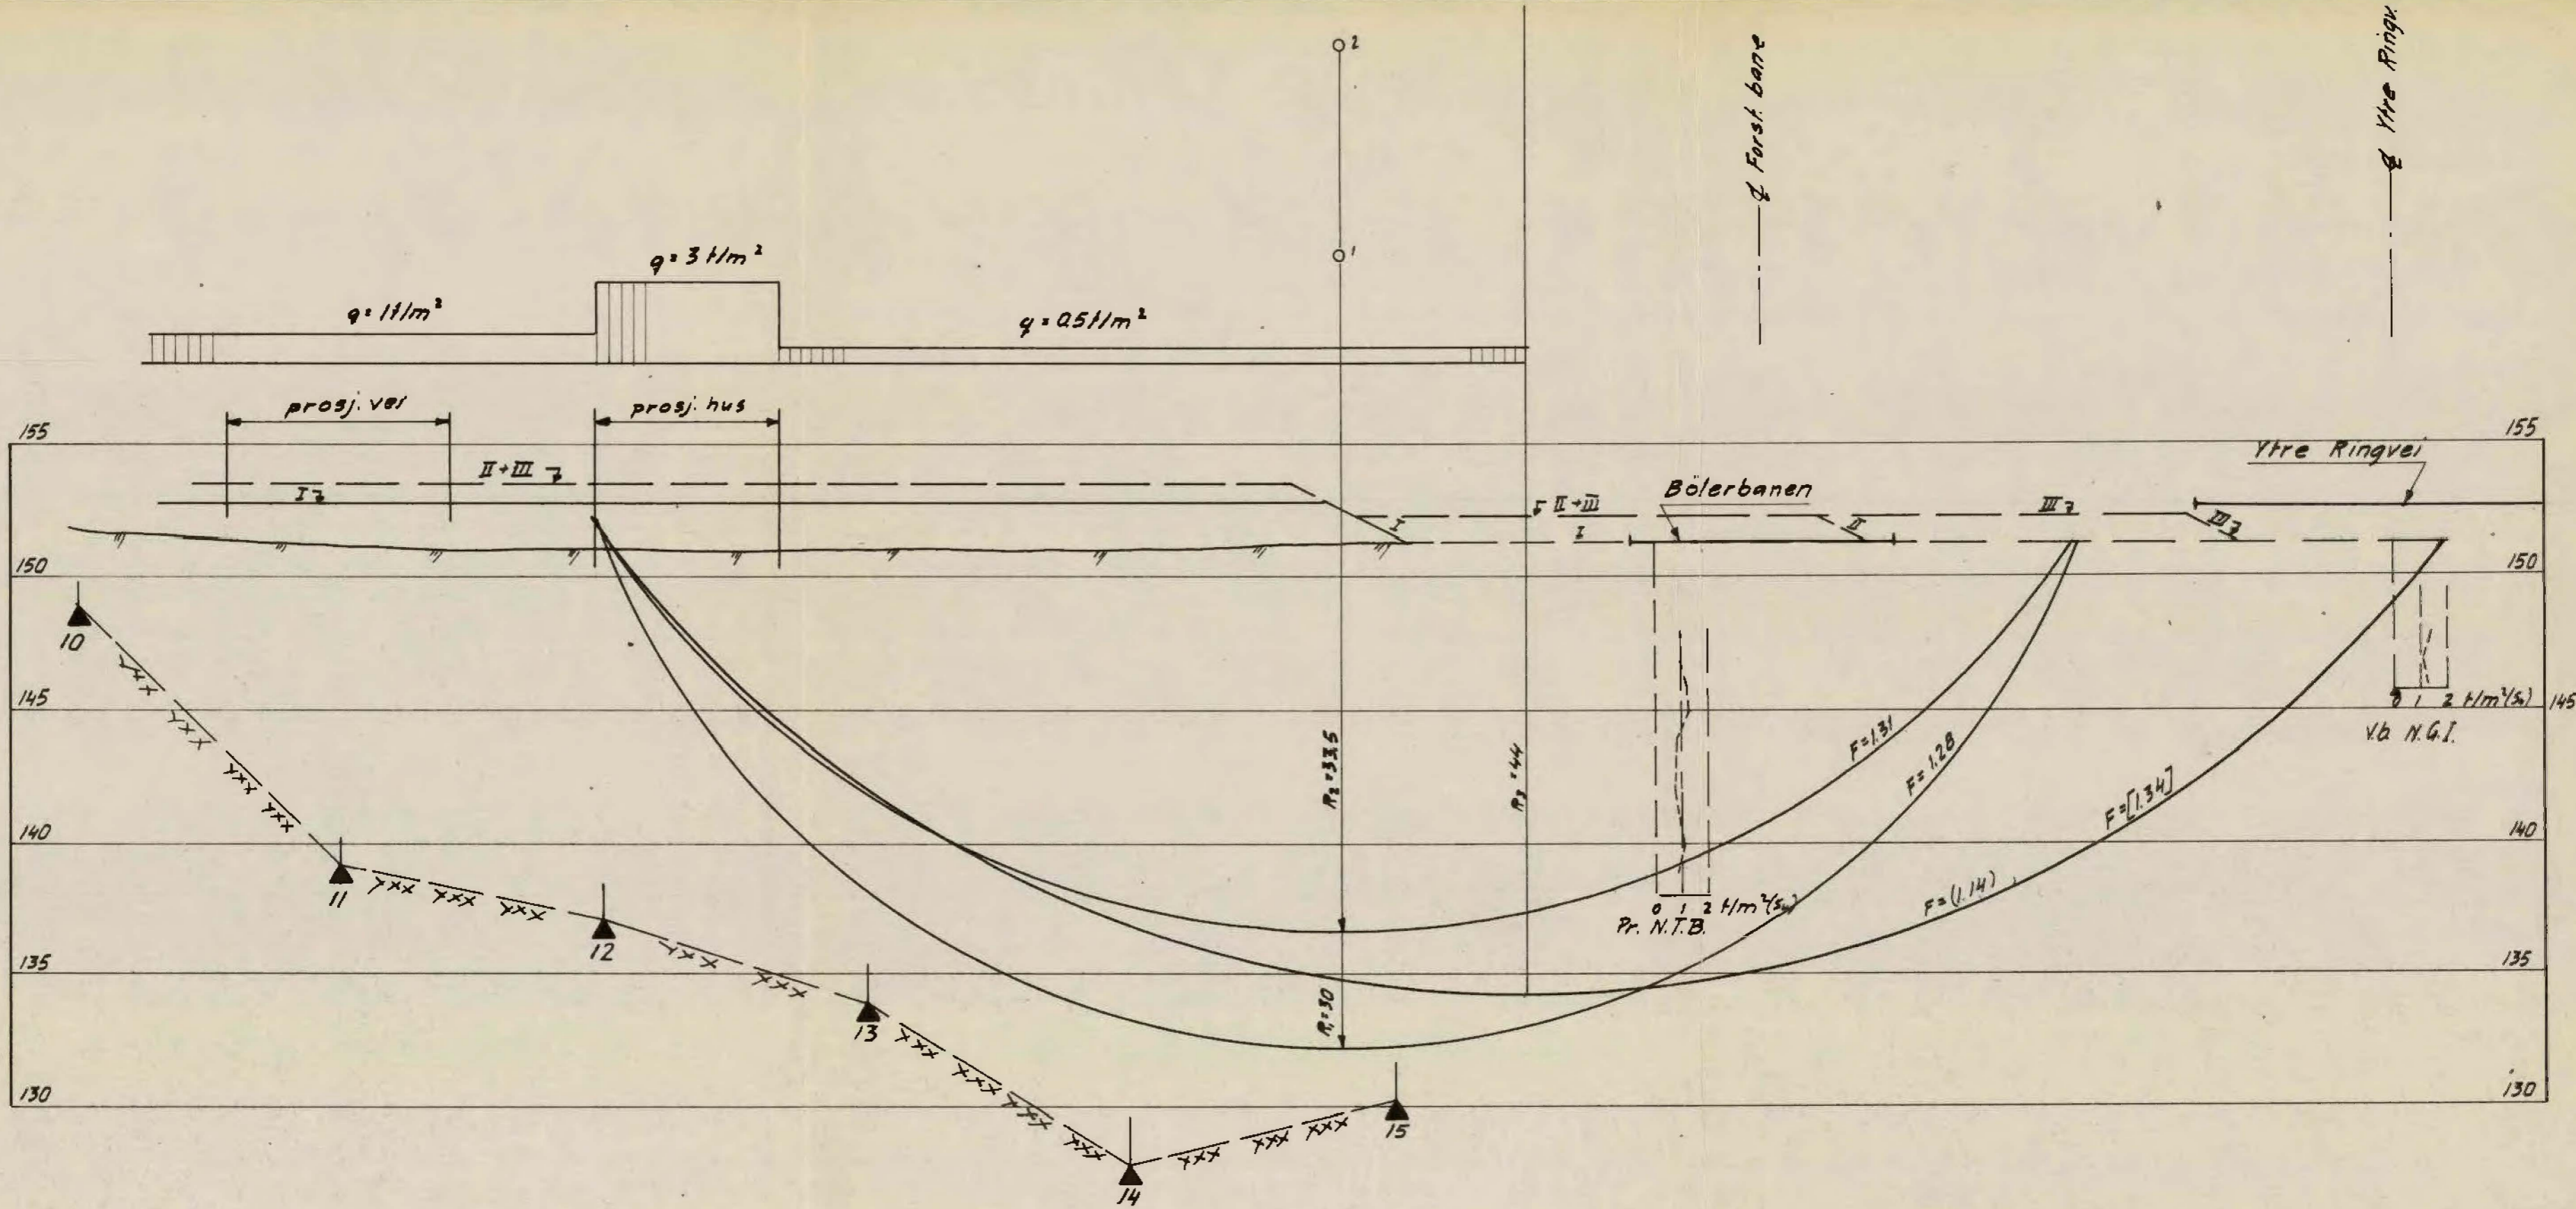 2
1
₵ Forst. bane
₵ Ytre Ringv.
q = 3 t/m²
q = 1 t/m²
q = 0.5 t/m²
prosj. vei
prosj. hus
155
155
II+III
I
Ytre Ringvei
Bölerbanen
II+III
I
I
II
III
III
150
150
10
145
145
0 1 2 t/m²(Su)
V.b. N.G.I.
R₂=33.5
R₃=44
F=1.31
F=1.28
F=[1.34]
F=(1.14)
140
140
11
12
0 1 2 t/m²(Su)
Pr. N.T.B.
135
135
R₁=30
13
130
130
14
15